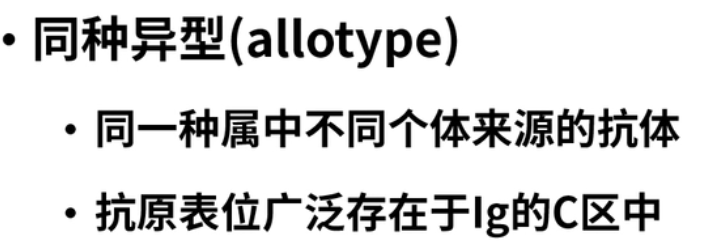 • 同种异型(allotype)
• 同一种属中不同个体来源的抗体
• 抗原表位广泛存在于Ig的C区中